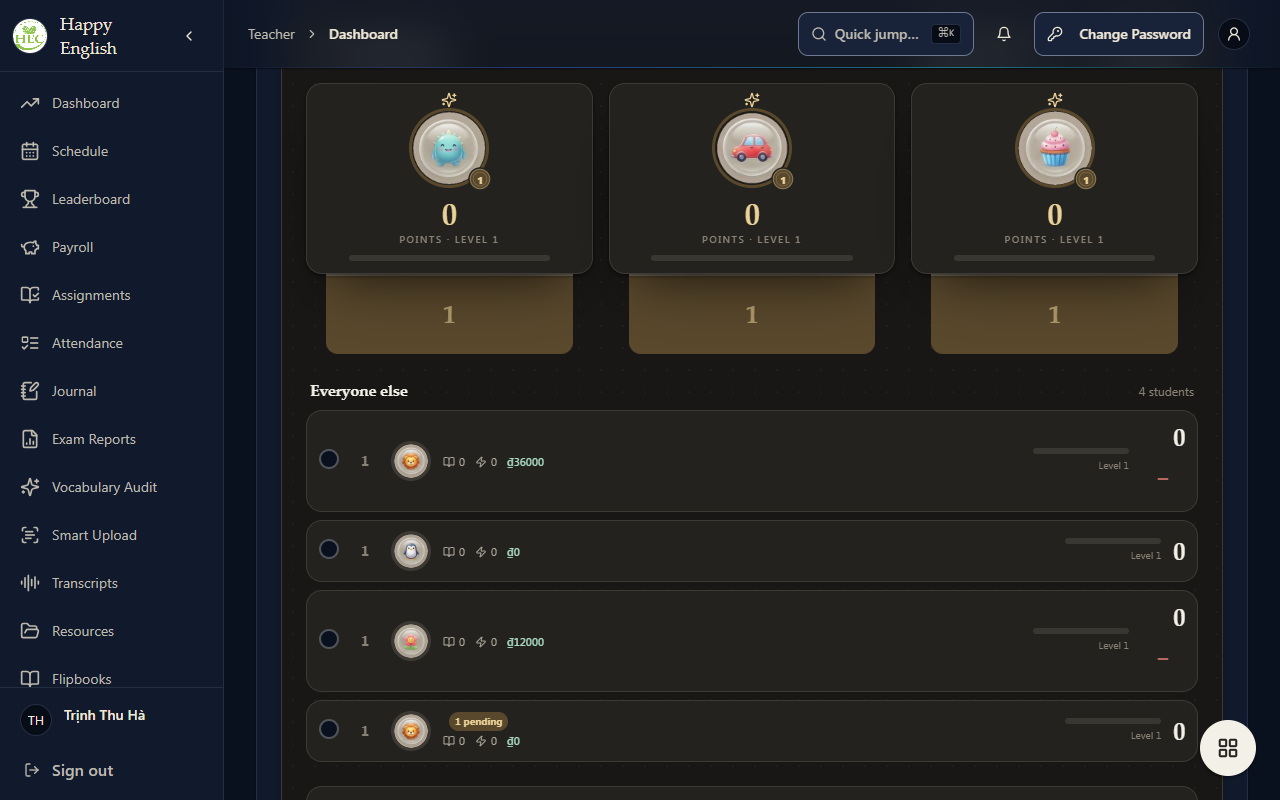 HEC
Happy
English
Teacher
Dashboard
Quick jump...
⌘K
Change Password
Dashboard
Schedule
Leaderboard
Payroll
Assignments
Attendance
Journal
Exam Reports
Vocabulary Audit
Smart Upload
Transcripts
Resources
Flipbooks
TH
Trịnh Thu Hà
Sign out
1
0
POINTS · LEVEL 1
1
1
0
POINTS · LEVEL 1
1
1
0
POINTS · LEVEL 1
1
Everyone else
4 students
1
0
0
₫36000
Level 1
0
1
0
0
₫0
Level 1
0
1
0
0
₫12000
Level 1
0
1
1 pending
0
0
₫0
Level 1
0